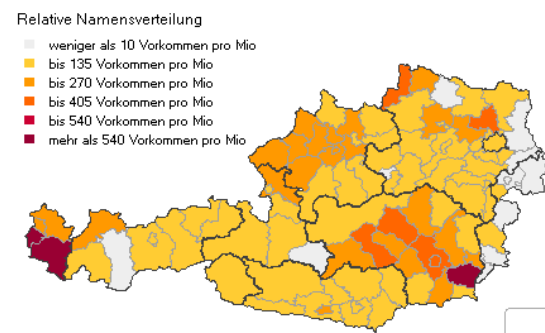 Relative Namensverteilung
weniger als 10 Vorkommen pro Mio
bis 135 Vorkommen pro Mio
bis 270 Vorkommen pro Mio
bis 405 Vorkommen pro Mio
bis 540 Vorkommen pro Mio
mehr als 540 Vorkommen pro Mio